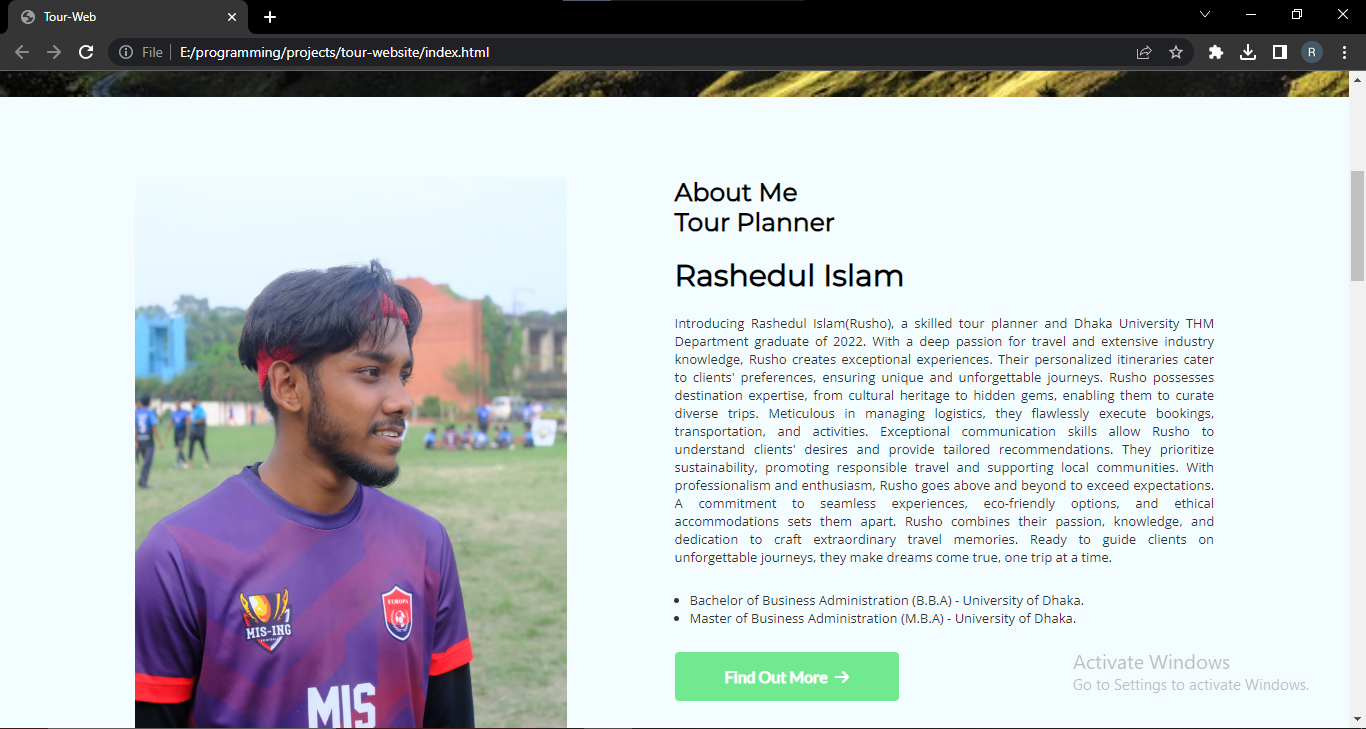 Tour-Web
File
E:/programming/projects/tour-website/index.html
R
About Me
Tour Planner
Rashedul Islam
Introducing Rashedul Islam(Rusho), a skilled tour planner and Dhaka University THM
Department graduate of 2022. With a deep passion for travel and extensive industry
knowledge, Rusho creates exceptional experiences. Their personalized itineraries cater
to clients' preferences, ensuring unique and unforgettable journeys. Rusho possesses
destination expertise, from cultural heritage to hidden gems, enabling them to curate
diverse trips. Meticulous in managing logistics, they flawlessly execute bookings,
transportation, and activities. Exceptional communication skills allow Rusho to
understand clients' desires and provide tailored recommendations. They prioritize
sustainability, promoting responsible travel and supporting local communities. With
professionalism and enthusiasm, Rusho goes above and beyond to exceed expectations.
A commitment to seamless experiences, eco-friendly options, and ethical
accommodations sets them apart. Rusho combines their passion, knowledge, and
dedication to craft extraordinary travel memories. Ready to guide clients on
unforgettable journeys, they make dreams come true, one trip at a time.
Bachelor of Business Administration (B.B.A) - University of Dhaka.
Master of Business Administration (M.B.A) - University of Dhaka.
Find Out More →
MIS-ING
EUROPA
MIS
Activate Windows
Go to Settings to activate Windows.